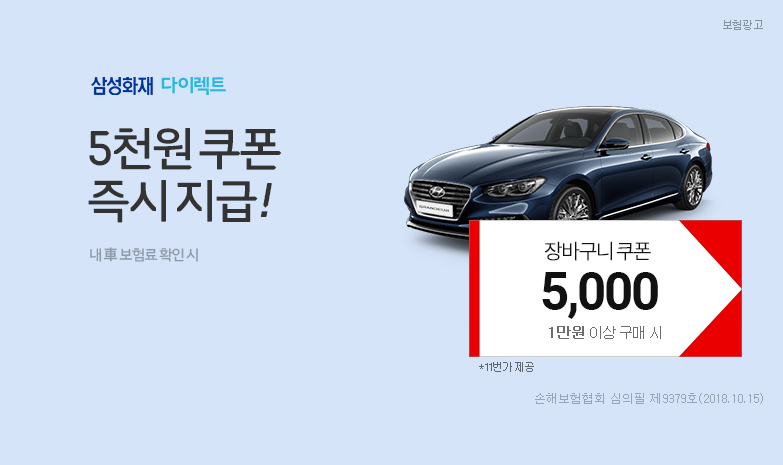 보험광고
삼성화재 다이렉트
5천원 쿠폰
즉시 지급!
내 車 보험료 확인 시
GRANDEUR
장바구니 쿠폰
5,000
1만원 이상 구매 시
*11번가 제공
손해보험협회 심의필 제9379호(2018.10.15)